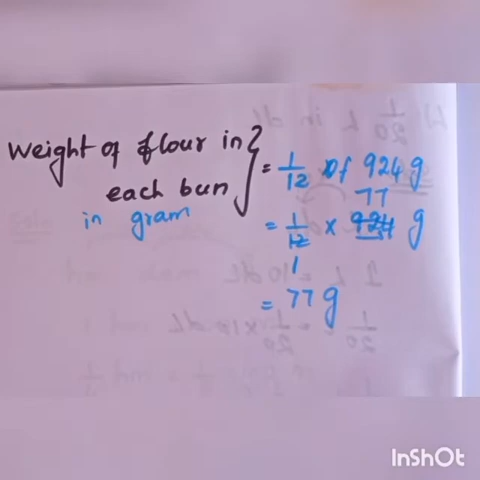 Weight of flour in
each bun
in gram
= 1/12 of 924 g
77
= 1/12 × 924 g
1
= 77 g
InShOt